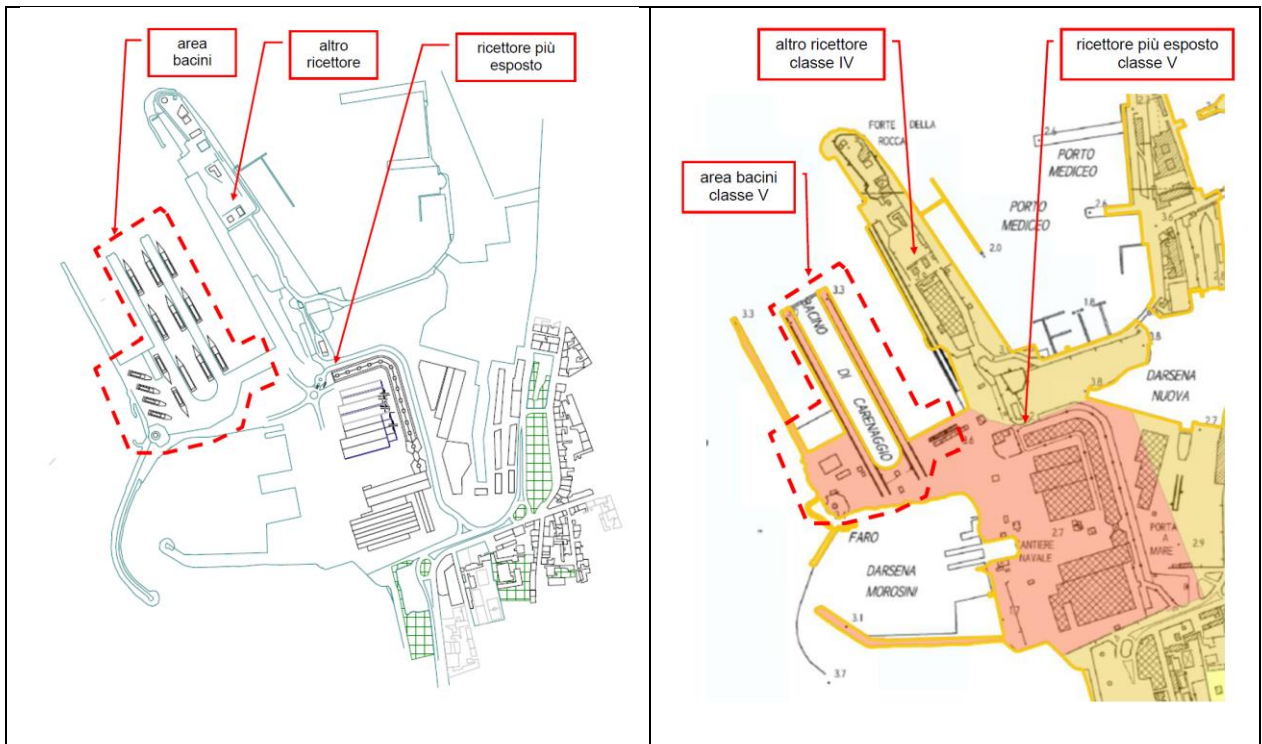 area
bacini
altro
ricettore
ricettore più
esposto
altro ricettore
classe IV
ricettore più esposto
classe V
area bacini
classe V
FORTE DELLA
ROCCA
2.6
PORTO
MEDICEO
PORTO
MEDICEO
2.6
3.6
2.0
3.3
3.3
BACINO
DI
CARENAGGIO
1.8
3.8
3.8
DARSENA
NUOVA
2.7
FARO
DARSENA
MOROSINI
2.7
CANTIERE
NAVALE
PORTA
A
MARE
2.9
3.1
3.7